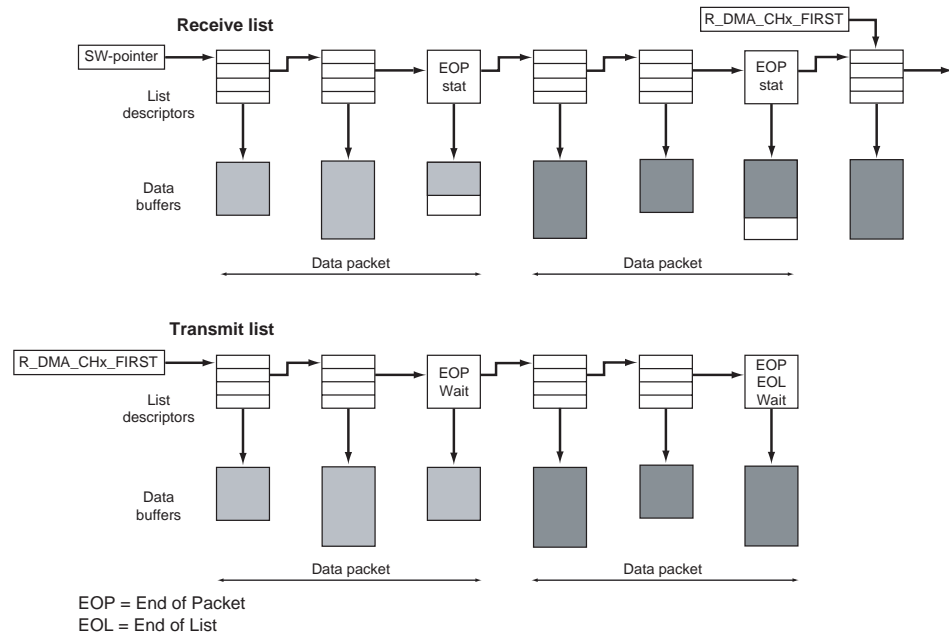 Receive list
R_DMA_CHx_FIRST
SW-pointer
EOP
stat
EOP
stat
List
descriptors
Data
buffers
Data packet
Data packet
Transmit list
R_DMA_CHx_FIRST
EOP
Wait
EOP
EOL
Wait
List
descriptors
Data
buffers
Data packet
Data packet
EOP = End of Packet
EOL = End of List